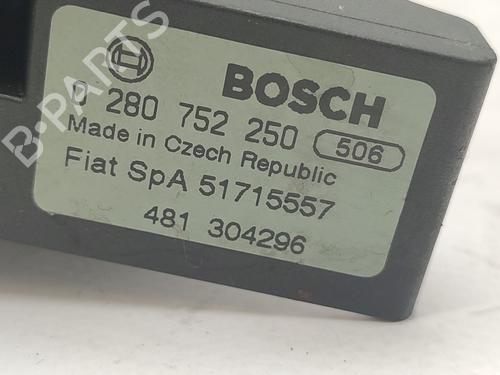 BOSCH
0 280 752 250 506
Made in Czech Republic
Fiat SpA 51715557
481 304296
B-PARTS